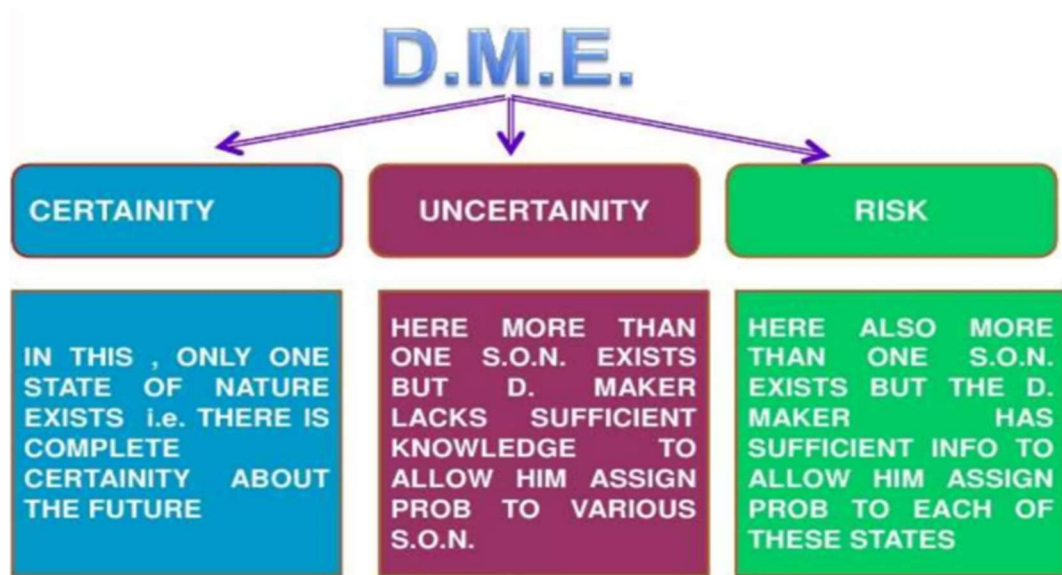 D.M.E.
CERTAINITY
UNCERTAINITY
RISK
IN THIS , ONLY ONE
STATE OF NATURE
EXISTS i.e. THERE IS
COMPLETE
CERTAINITY ABOUT
THE FUTURE
HERE MORE THAN
ONE S.O.N. EXISTS
BUT D. MAKER
LACKS SUFFICIENT
KNOWLEDGE TO
ALLOW HIM ASSIGN
PROB TO VARIOUS
S.O.N.
HERE ALSO MORE
THAN ONE S.O.N.
EXISTS BUT THE D.
MAKER HAS
SUFFICIENT INFO TO
ALLOW HIM ASSIGN
PROB TO EACH OF
THESE STATES